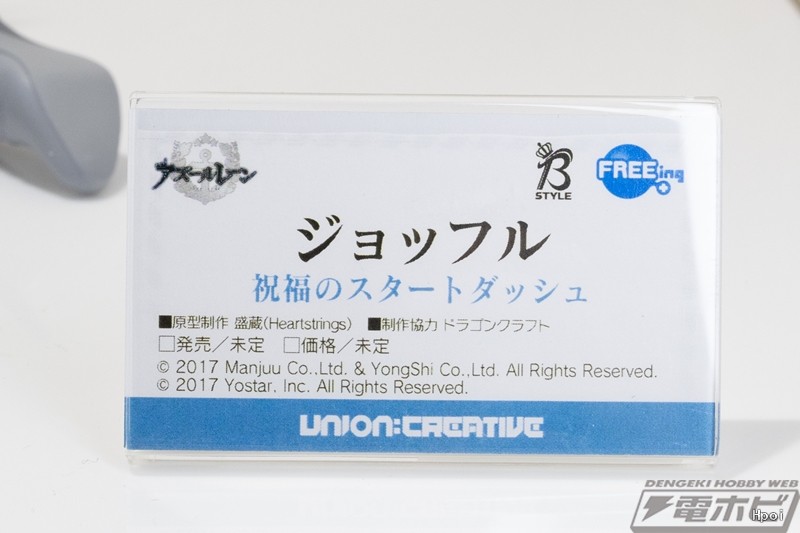 アズールレーン
B STYLE
FREEing
ジョッフル
祝福のスタートダッシュ
■原型制作 盛蔵(Heartstrings) ■制作協力 ドラゴンクラフト
□発売／未定 □価格／未定
© 2017 Manjuu Co.,Ltd. & YongShi Co.,Ltd. All Rights Reserved.
© 2017 Yostar. Inc. All Rights Reserved.
UNION:CREATIVE
DENGEKI HOBBY WEB
電ホビ
Hpoi